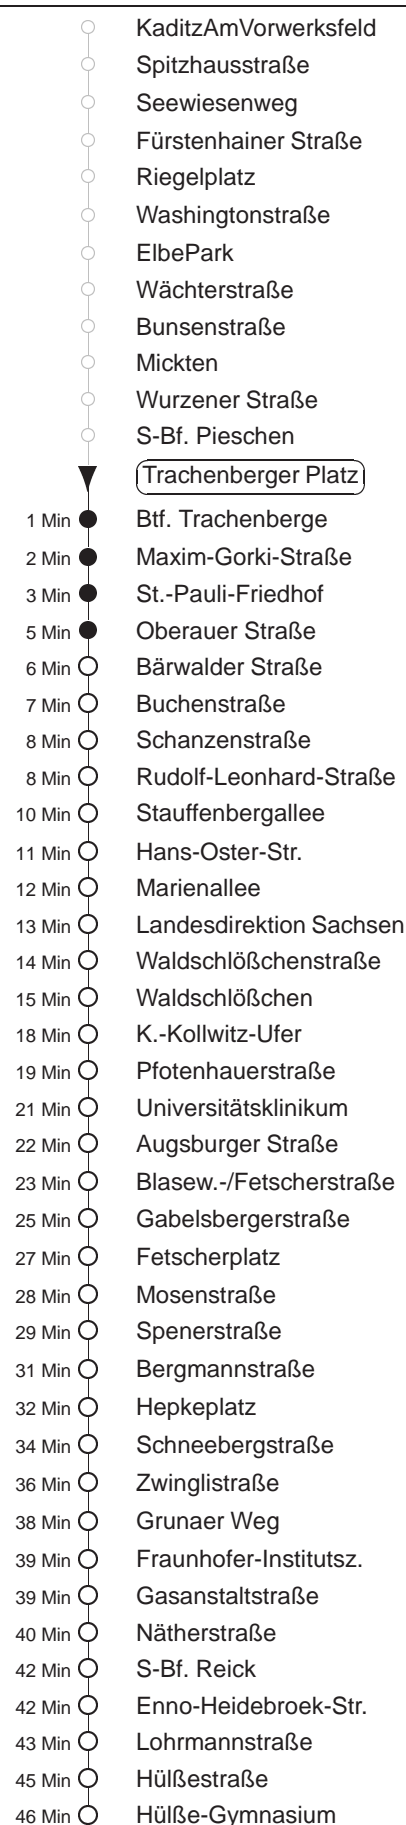 KaditzAmVorwerksfeld
Spitzhausstraße
Seewiesenweg
Fürstenhainer Straße
Riegelplatz
Washingtonstraße
ElbePark
Wächterstraße
Bunsenstraße
Mickten
Wurzener Straße
S-Bf. Pieschen
Trachenberger Platz
1 Min Btf. Trachenberge
2 Min Maxim-Gorki-Straße
3 Min St.-Pauli-Friedhof
5 Min Oberauer Straße
6 Min Bärwalder Straße
7 Min Buchenstraße
8 Min Schanzenstraße
8 Min Rudolf-Leonhard-Straße
10 Min Stauffenbergallee
11 Min Hans-Oster-Str.
12 Min Marienallee
13 Min Landesdirektion Sachsen
14 Min Waldschlößchenstraße
15 Min Waldschlößchen
18 Min K.-Kollwitz-Ufer
19 Min Pfotenhauerstraße
21 Min Universitätsklinikum
22 Min Augsburger Straße
23 Min Blasew.-/Fetscherstraße
25 Min Gabelsbergerstraße
27 Min Fetscherplatz
28 Min Mosenstraße
29 Min Spenerstraße
31 Min Bergmannstraße
32 Min Hepkeplatz
34 Min Schneebergstraße
36 Min Zwinglistraße
38 Min Grunaer Weg
39 Min Fraunhofer-Institutsz.
39 Min Gasanstaltstraße
40 Min Nätherstraße
42 Min S-Bf. Reick
42 Min Enno-Heidebroek-Str.
43 Min Lohrmannstraße
45 Min Hülßestraße
46 Min Hülße-Gymnasium